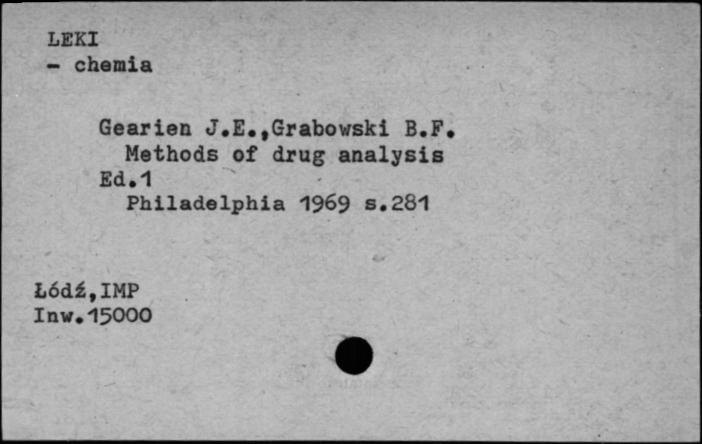 LEKI
- chemia
Gearien J.E.,Grabowski B.F.
Methods of drug analysis
Ed.1
Philadelphia 1969 s.281
Łódź,IMP
Inw.15000